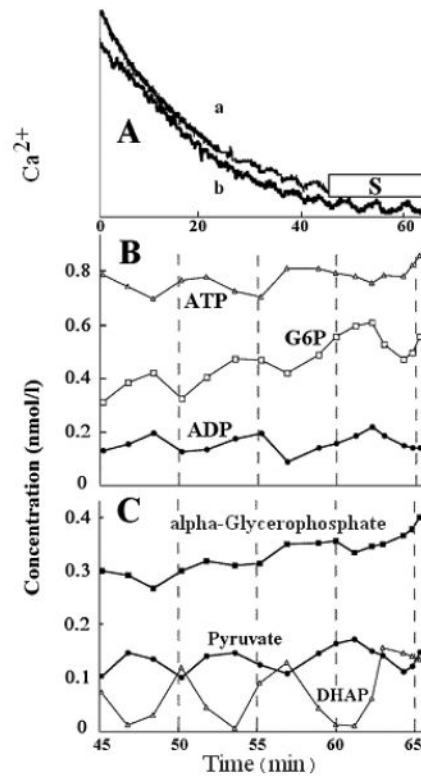 Ca2+
A
a
b
S
0 20 40 60
B
0.8
ATP
0.6
G6P
0.4
ADP
0.2
0
Concentration (nmol/l)
C
0.4
alpha-Glycerophosphate
0.3
0.2
Pyruvate
0.1
DHAP
0
45 50 55 60 65
Time (min)